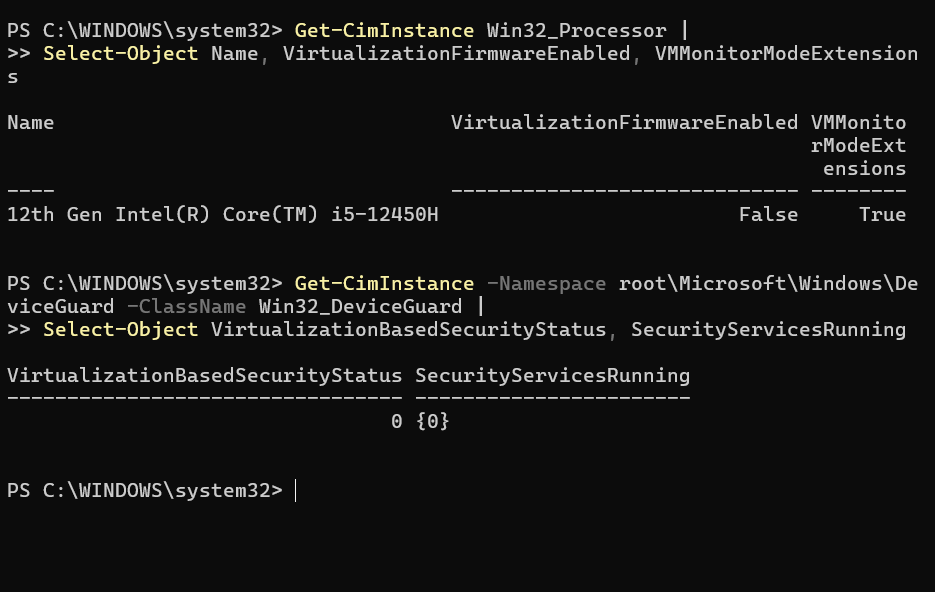 PS C:\WINDOWS\system32> Get-CimInstance Win32_Processor |
>> Select-Object Name, VirtualizationFirmwareEnabled, VMMonitorModeExtension
s
Name VirtualizationFirmwareEnabled VMMonito
rModeExt
ensions
---- ----------------------------- --------
12th Gen Intel(R) Core(TM) i5-12450H False True
PS C:\WINDOWS\system32> Get-CimInstance -Namespace root\Microsoft\Windows\De
viceGuard -ClassName Win32_DeviceGuard |
>> Select-Object VirtualizationBasedSecurityStatus, SecurityServicesRunning
VirtualizationBasedSecurityStatus SecurityServicesRunning
--------------------------------- -----------------------
0 {0}
PS C:\WINDOWS\system32>